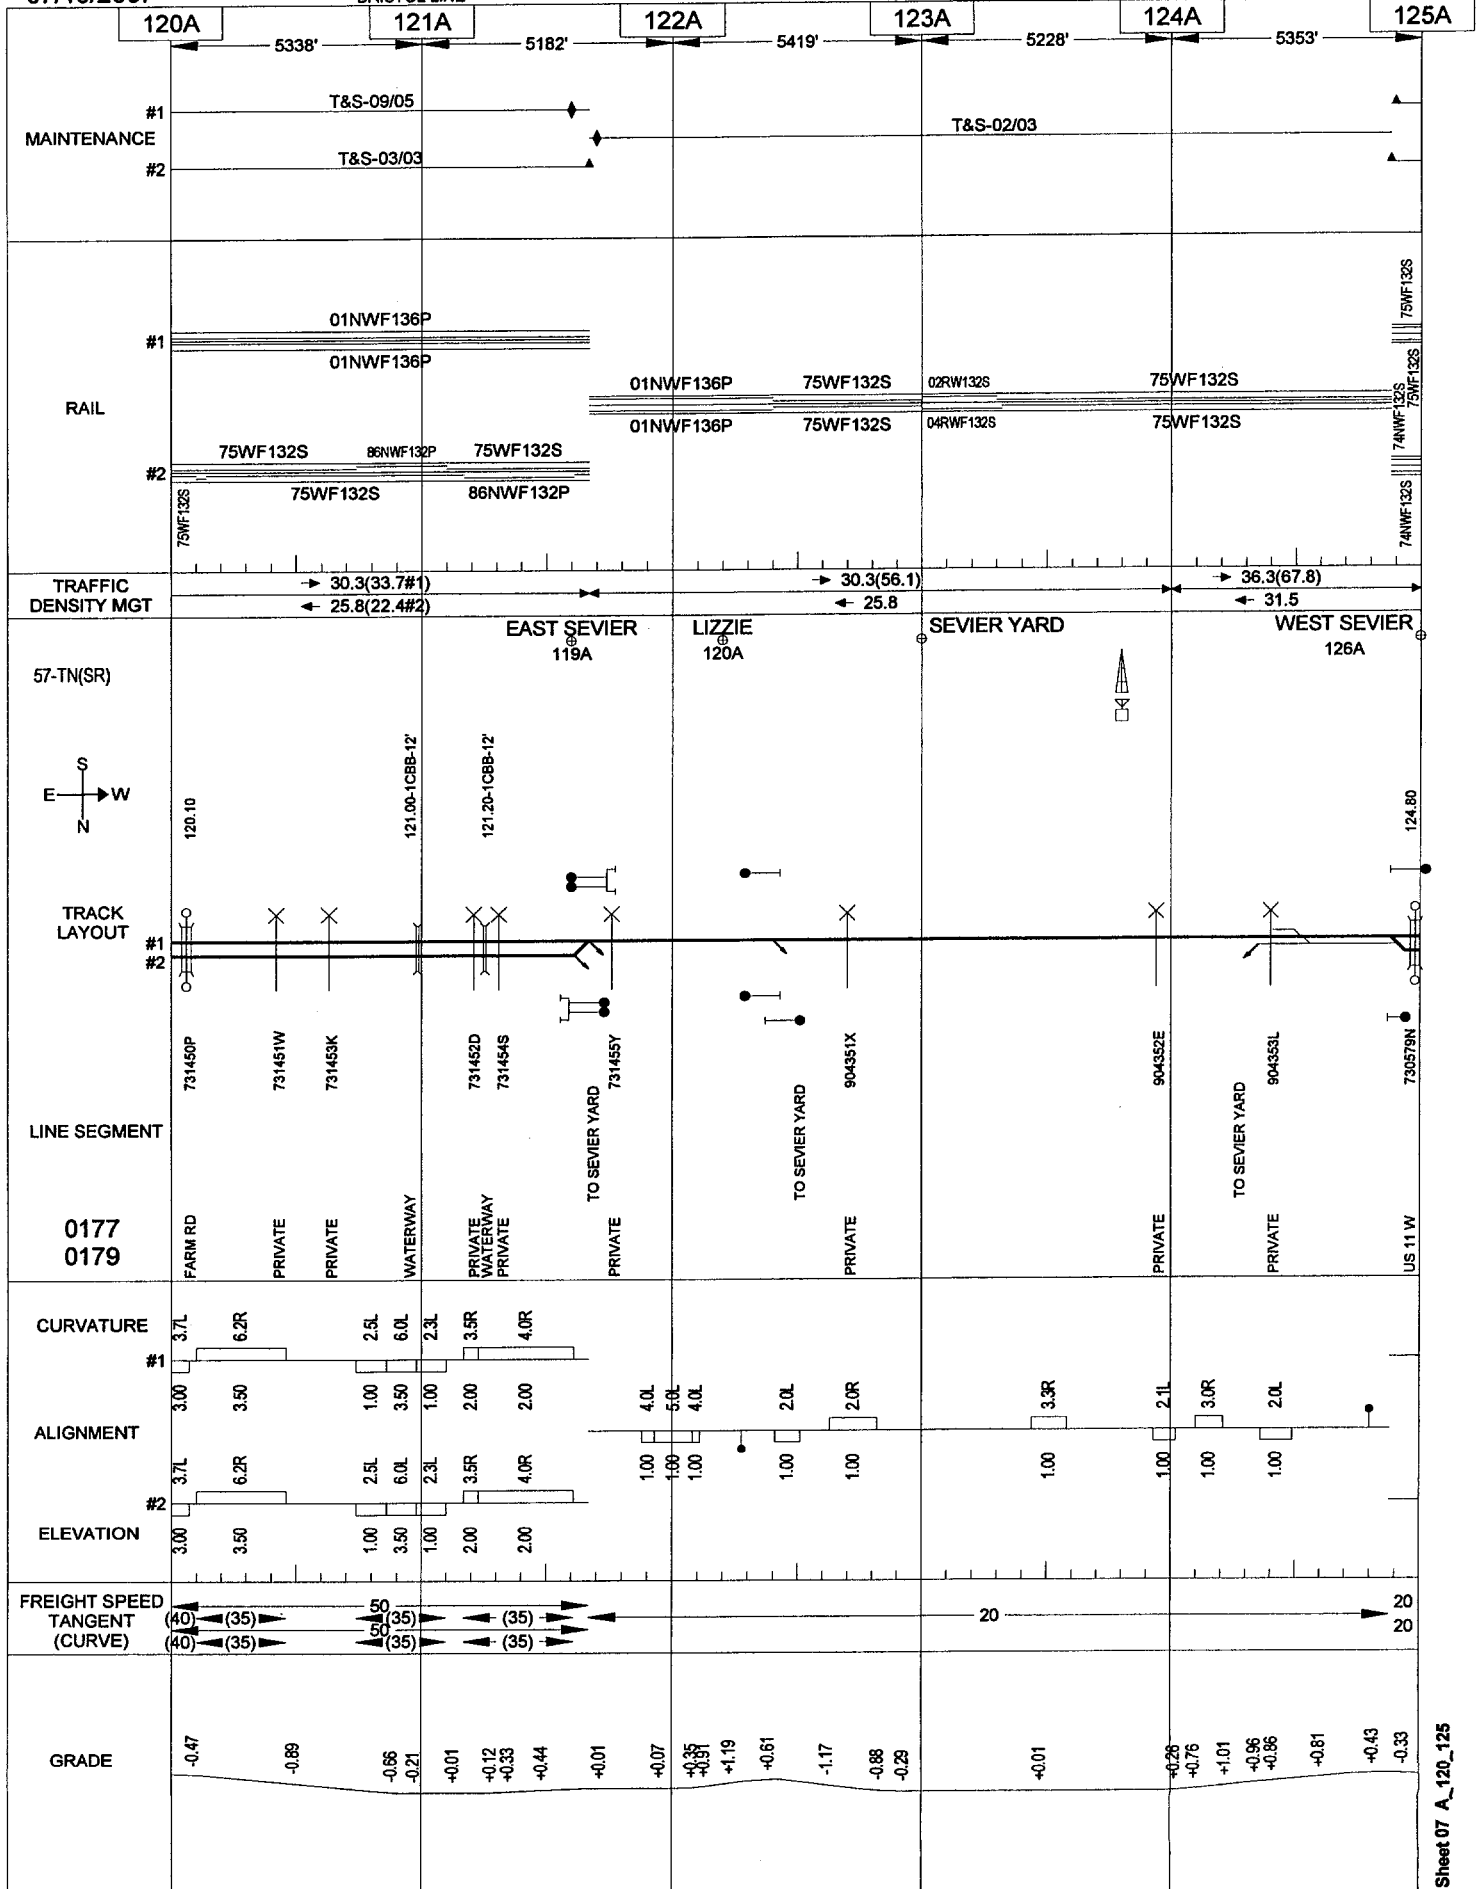 120A 121A 122A 123A 124A 125A
5338' 5182' 5419' 5228' 5353'
MAINTENANCE
#1 T&S-09/05
T&S-02/03
#2 T&S-03/03
RAIL
#1
01NWF136P
01NWF136P
75WF132S
75WF132S
01NWF136P 75WF132S 02RW132S 75WF132S
01NWF136P 75WF132S 04RWF132S 75WF132S
#2
75WF132S 86NWF132P 75WF132S
75WF132S 86NWF132P
75WF132S
74NWF132S
74NWF132S
TRAFFIC
DENSITY MGT
30.3(33.7#1) 30.3(56.1) 36.3(67.8)
25.8(22.4#2) 25.8 31.5
EAST SEVIER LIZZIE SEVIER YARD WEST SEVIER
119A 120A 126A
57-TN(SR)
S
E W
N
120.10
121.00-1CBB-12'
121.20-1CBB-12'
124.80
TRACK
LAYOUT
#1
#2
731450P
731451W
731453K
731452D
731454S
731455Y
904351X
904352E
904353L
730579N
LINE SEGMENT
TO SEVIER YARD
TO SEVIER YARD
TO SEVIER YARD
0177
0179
FARM RD
PRIVATE
PRIVATE
WATERWAY
PRIVATE
WATERWAY
PRIVATE
PRIVATE
PRIVATE
PRIVATE
PRIVATE
US 11 W
CURVATURE
#1
3.7L 6.2R 2.5L 6.0L 2.3L 3.5R 4.0R
3.00 3.50 1.00 3.50 1.00 2.00 2.00
ALIGNMENT
4.0L 5.0L 4.0L 2.0L 2.0R 3.3R 2.1L 3.0R 2.0L
1.00 1.00 1.00 1.00 1.00 1.00 1.00 1.00 1.00
#2
3.7L 6.2R 2.5L 6.0L 2.3L 3.5R 4.0R
3.00 3.50 1.00 3.50 1.00 2.00 2.00
ELEVATION
FREIGHT SPEED
TANGENT
(CURVE)
50
(40) (35) (35) (35)
50
(40) (35) (35) (35)
20
20
20
GRADE
-0.47 -0.89 -0.66 -0.21 +0.01 +0.12 +0.33 +0.44 +0.01 +0.07 +0.35 +0.91 +1.19 +0.61 -1.17 -0.88 -0.29 +0.01 +0.26 +0.76 +1.01 +0.96 +0.86 +0.81 +0.43 -0.33
Sheet 07 A_120_125